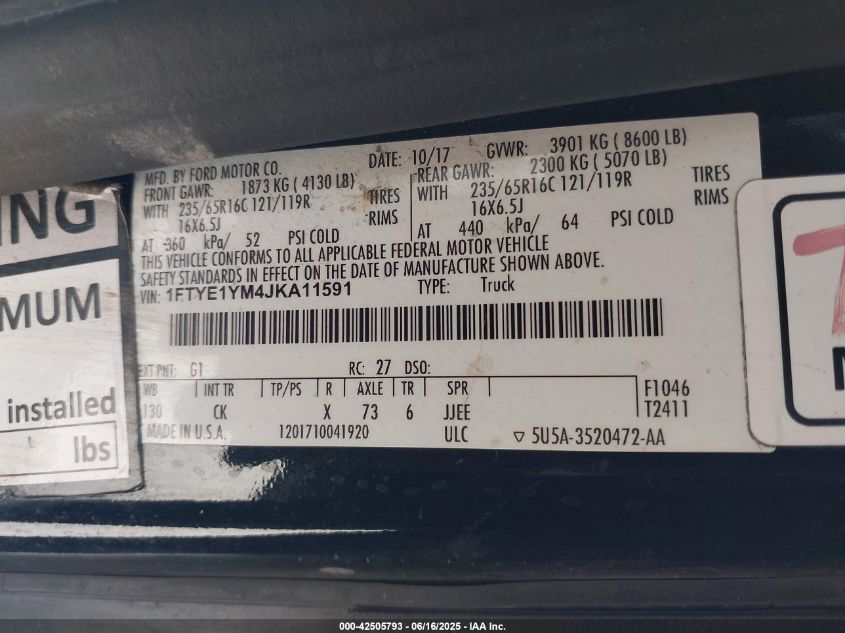 MFD. BY FORD MOTOR CO. DATE: 10/17 GVWR: 3901 KG ( 8600 LB)
FRONT GAWR: 1873 KG ( 4130 LB) REAR GAWR: 2300 KG ( 5070 LB)
WITH 235/65R16C 121/119R TIRES WITH 235/65R16C 121/119R TIRES
16X6.5J RIMS 16X6.5J RIMS
AT 360 kPa/ 52 PSI COLD AT 440 kPa/ 64 PSI COLD
THIS VEHICLE CONFORMS TO ALL APPLICABLE FEDERAL MOTOR VEHICLE
SAFETY STANDARDS IN EFFECT ON THE DATE OF MANUFACTURE SHOWN ABOVE.
VIN: 1FTYE1YM4JKA11591 TYPE: Truck
EXT PNT: G1 RC: 27 DSO:
WB INT TR TP/PS R AXLE TR SPR F1046
130 CK X 73 6 JJEE T2411
MADE IN U.S.A. 1201710041920 ULC ▽ 5U5A-3520472-AA
ING
MUM
installed
lbs
000-42505793 - 06/16/2025 - IAA Inc.